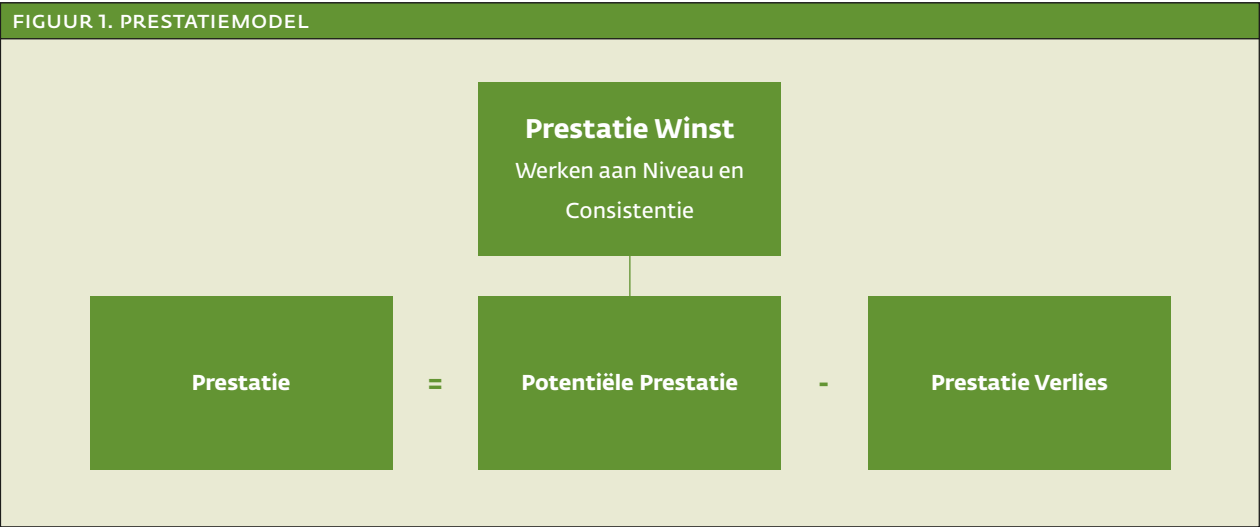 FIGUUR 1. PRESTATIEMODEL
Prestatie Winst
Werken aan Niveau en
Consistentie
Prestatie = Potentiële Prestatie - Prestatie Verlies